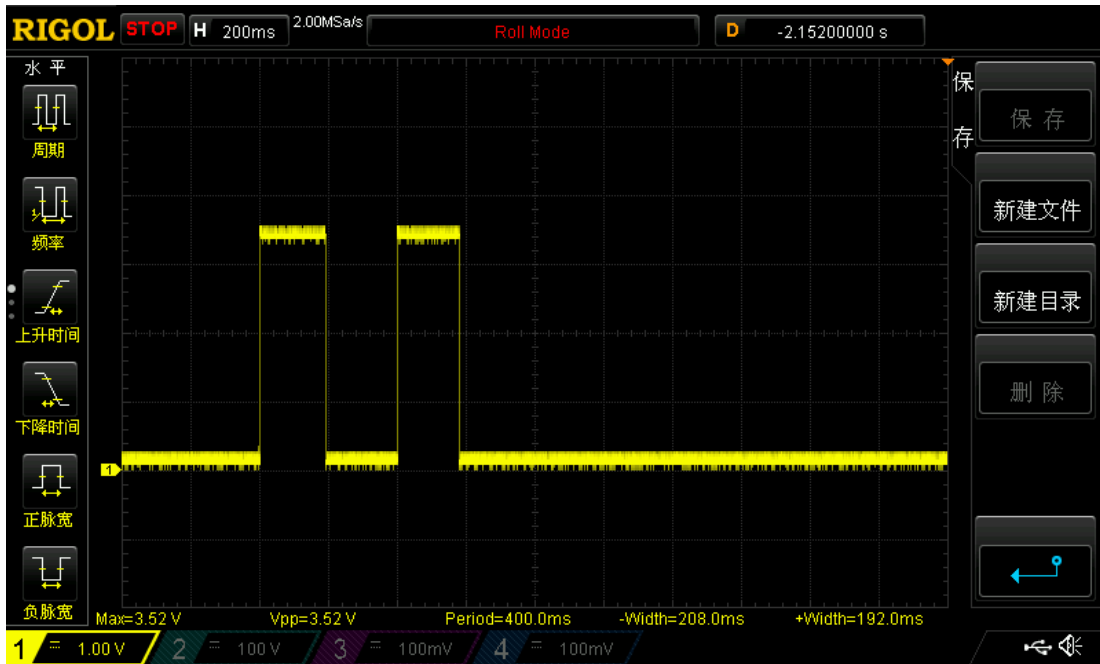 RIGOL STOP H 200ms 2.00MSa/s Roll Mode D -2.15200000 s
水平
周期
频率
上升时间
下降时间
正脉宽
负脉宽
1
保存
保存
新建文件
新建目录
删除
Max=3.52 V Vpp=3.52 V Period=400.0ms -Width=208.0ms +Width=192.0ms
1 = 1.00 V 2 = 100 V 3 = 100mV 4 = 100mV